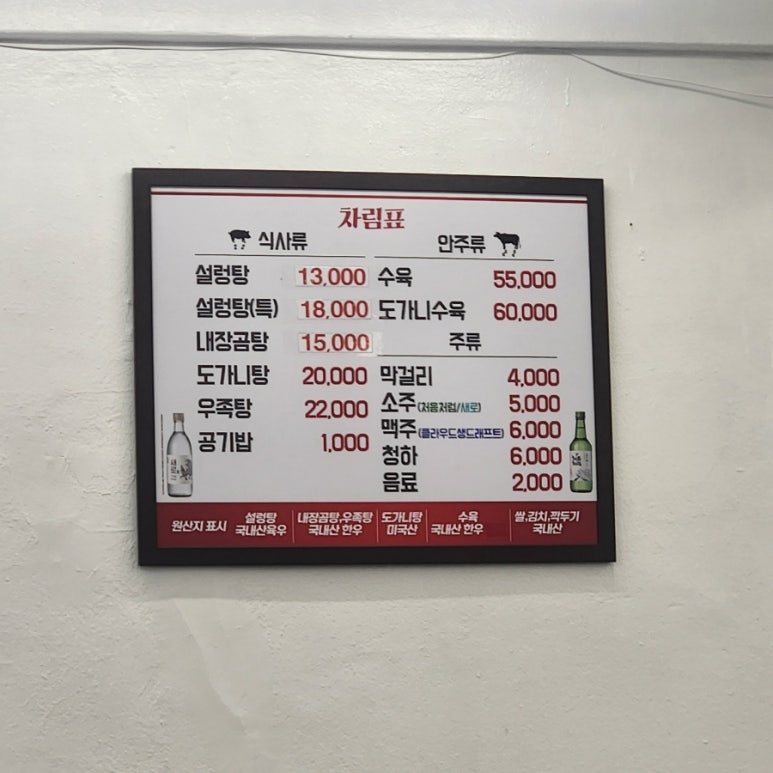 차림표
식사류
설렁탕 13,000
설렁탕(특) 18,000
내장곰탕 15,000
도가니탕 20,000
우족탕 22,000
공기밥 1,000
안주류
수육 55,000
도가니수육 60,000
주류
막걸리 4,000
소주(처음처럼/새로) 5,000
맥주(클라우드생드래프트) 6,000
청하 6,000
음료 2,000
원산지 표시
설렁탕
국내산육우
내장곰탕,우족탕
국내산 한우
도가니탕
미국산
수육
국내산 한우
쌀,김치,깍두기
국내산